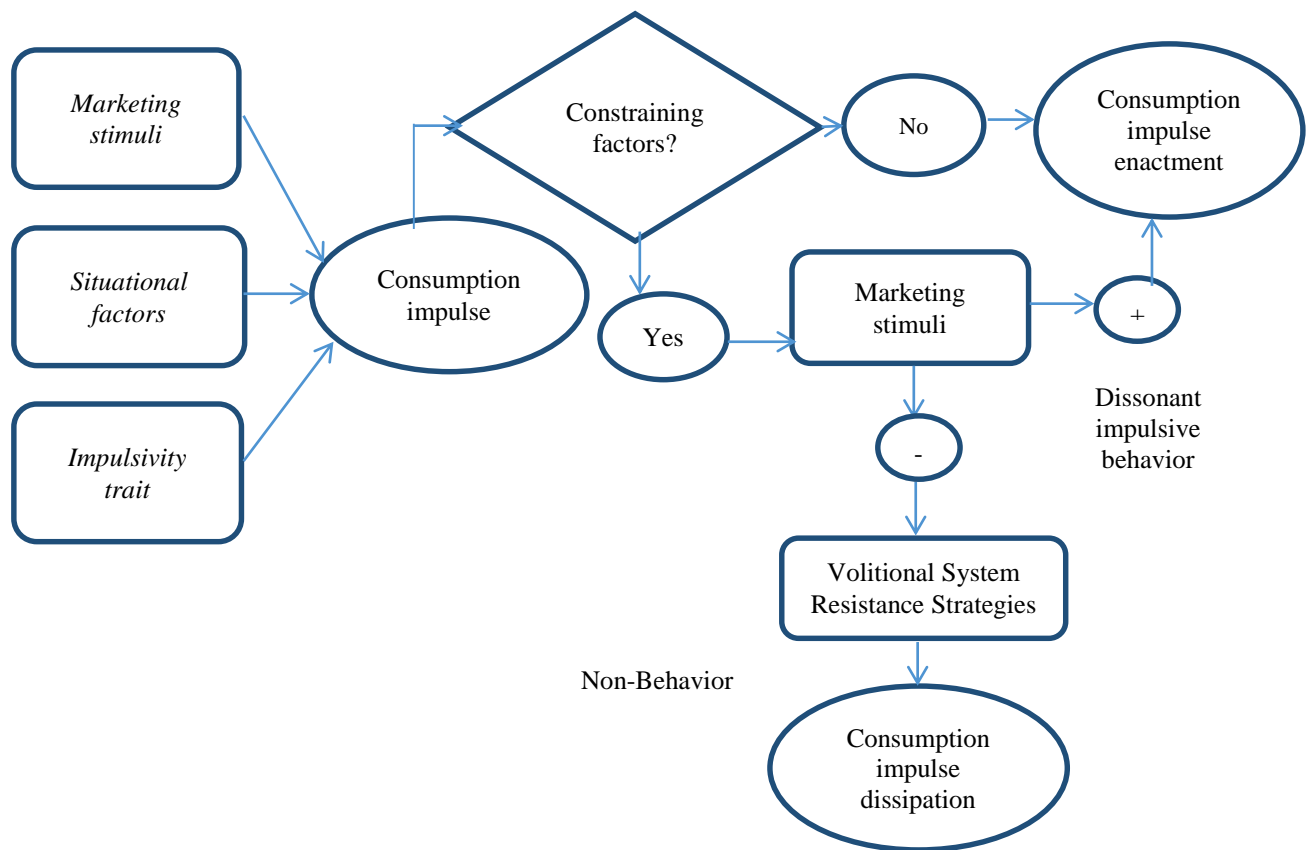 Marketing
stimuli
Situational
factors
Impulsivity
trait
Consumption
impulse
Constraining
factors?
No
Consumption
impulse
enactment
Yes
Marketing
stimuli
+
Dissonant
impulsive
behavior
-
Volitional System
Resistance Strategies
Non-Behavior
Consumption
impulse
dissipation